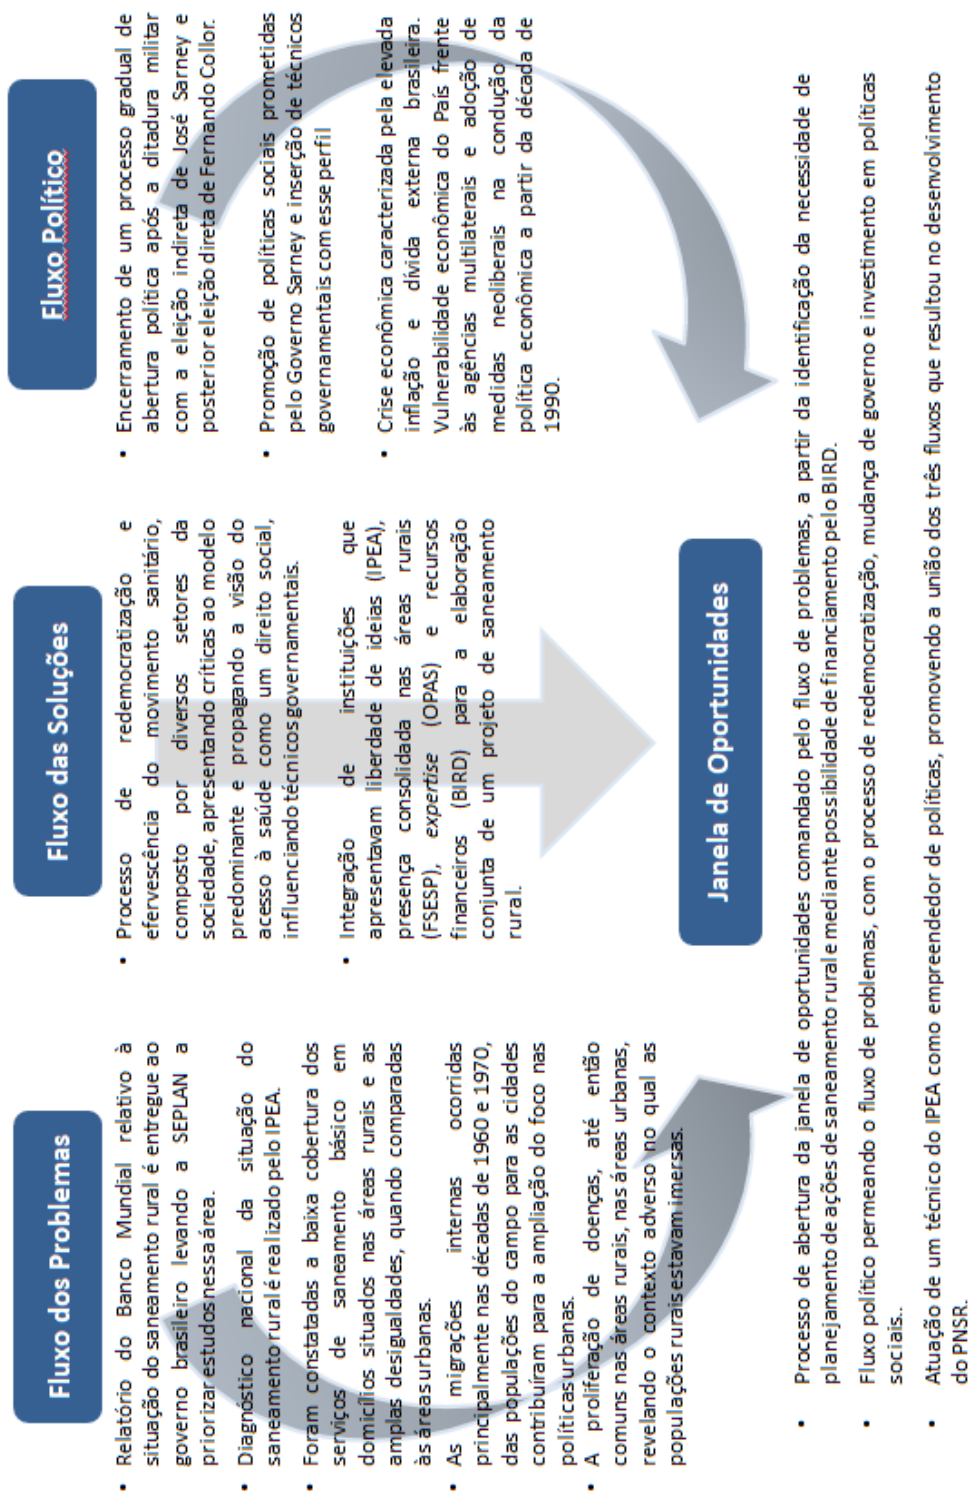 Fluxo dos Problemas
• Relatório do Banco Mundial relativo à
situação do saneamento rural é entregue ao
governo brasileiro levando a SEPLAN a
priorizar estudos nessa área.
• Diagnóstico nacional da situação do
saneamento rural é realizado pelo IPEA.
• Foram constatadas a baixa cobertura dos
serviços de saneamento básico em
domicílios situados nas áreas rurais e as
amplas desigualdades, quando comparadas
às áreas urbanas.
• As migrações internas ocorridas
principalmente nas décadas de 1960 e 1970,
das populações do campo para as cidades
contribuíram para a ampliação do foco nas
políticas urbanas.
• A proliferação de doenças, até então
comuns nas áreas rurais, nas áreas urbanas,
revelando o contexto adverso no qual as
populações rurais estavam imersas.
Fluxo das Soluções
• Processo de redemocratização e
efervescência do movimento sanitário,
composto por diversos setores da
sociedade, apresentando críticas ao modelo
predominante e propagando a visão do
acesso à saúde como um direito social,
influenciando técnicos governamentais.
• Integração de instituições que
apresentavam liberdade de ideias (IPEA),
presença consolidada nas áreas rurais
(FSESP), expertise (OPAS) e recursos
financeiros (BIRD) para a elaboração
conjunta de um projeto de saneamento
rural.
Fluxo Político
• Encerramento de um processo gradual de
abertura política após a ditadura militar
com a eleição indireta de José Sarney e
posterior eleição direta de Fernando Collor.
• Promoção de políticas sociais prometidas
pelo Governo Sarney e inserção de técnicos
governamentais com esse perfil
• Crise econômica caracterizada pela elevada
inflação e dívida externa brasileira.
Vulnerabilidade econômica do País frente
às agências multilaterais e adoção de
medidas neoliberais na condução da
política econômica a partir da década de
1990.
Janela de Oportunidades
• Processo de abertura da janela de oportunidades comandado pelo fluxo de problemas, a partir da identificação da necessidade de
planejamento de ações de saneamento rural e mediante possibilidade de financiamento pelo BIRD.
• Fluxo político permeando o fluxo de problemas, com o processo de redemocratização, mudança de governo e investimento em políticas
sociais..
• Atuação de um técnico do IPEA como empreendedor de políticas, promovendo a união dos três fluxos que resultou no desenvolvimento
do PNSR.